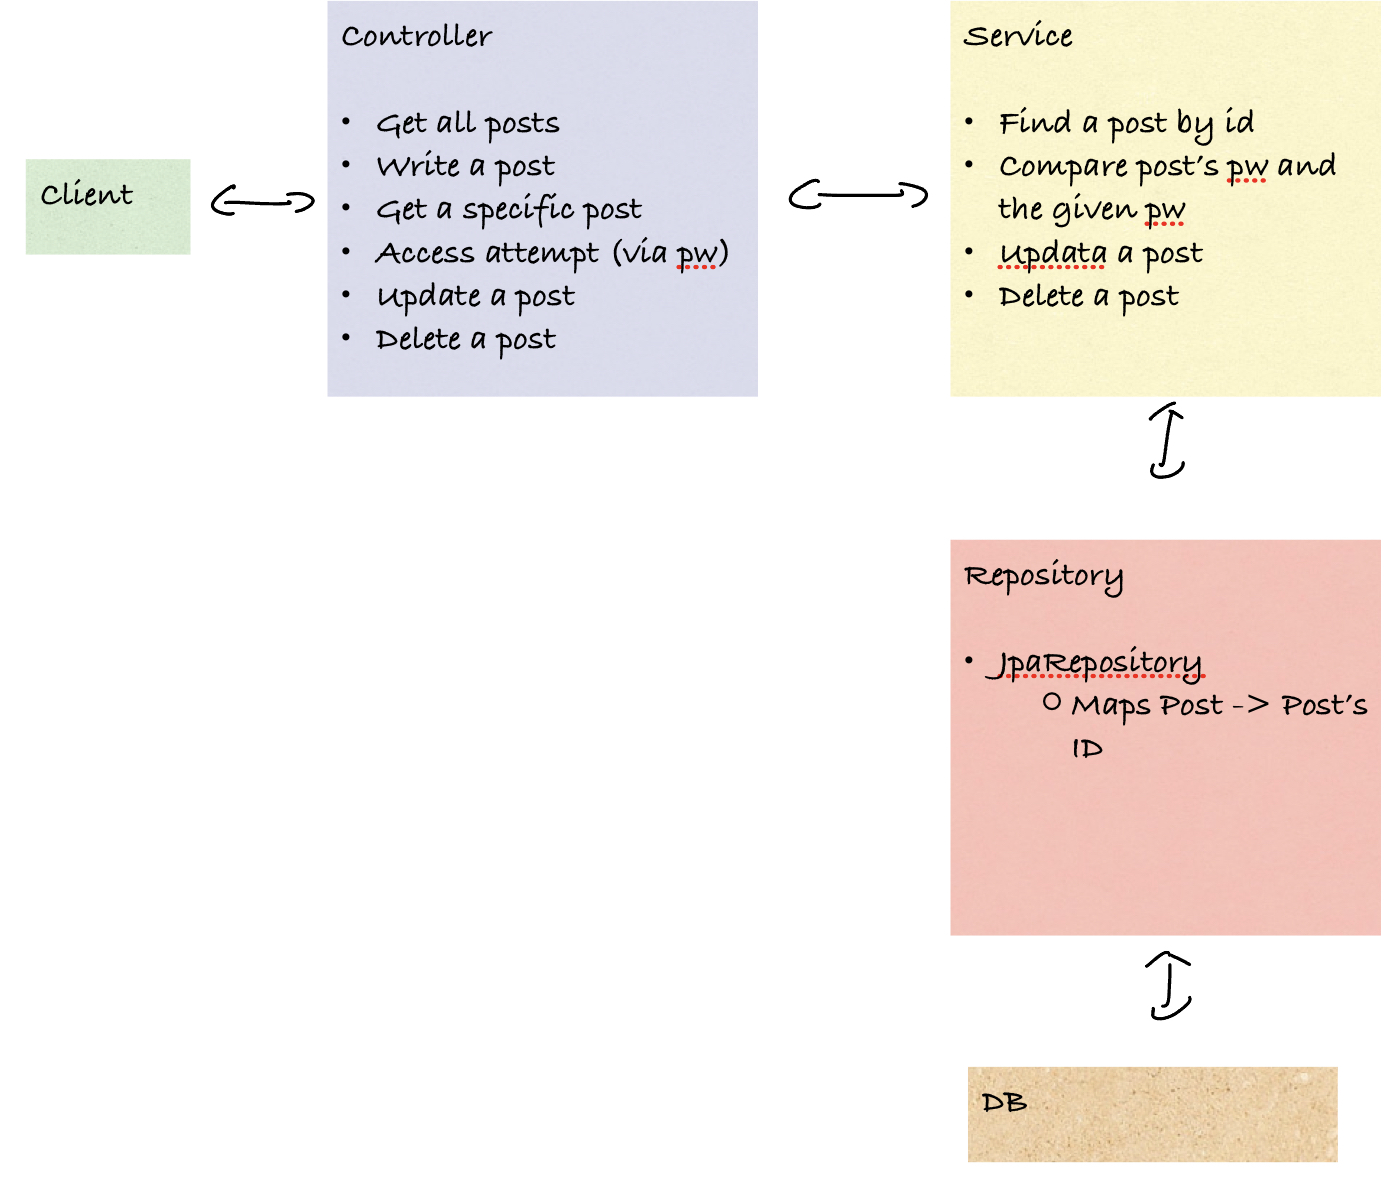 Controller
• Get all posts
• Write a post
• Get a specific post
• Access attempt (via pw)
• Update a post
• Delete a post
Service
• Find a post by id
• Compare post's pw and
the given pw
• Updata a post
• Delete a post
Client
Repository
• JpaRepository
○ Maps Post -> Post's
ID
DB